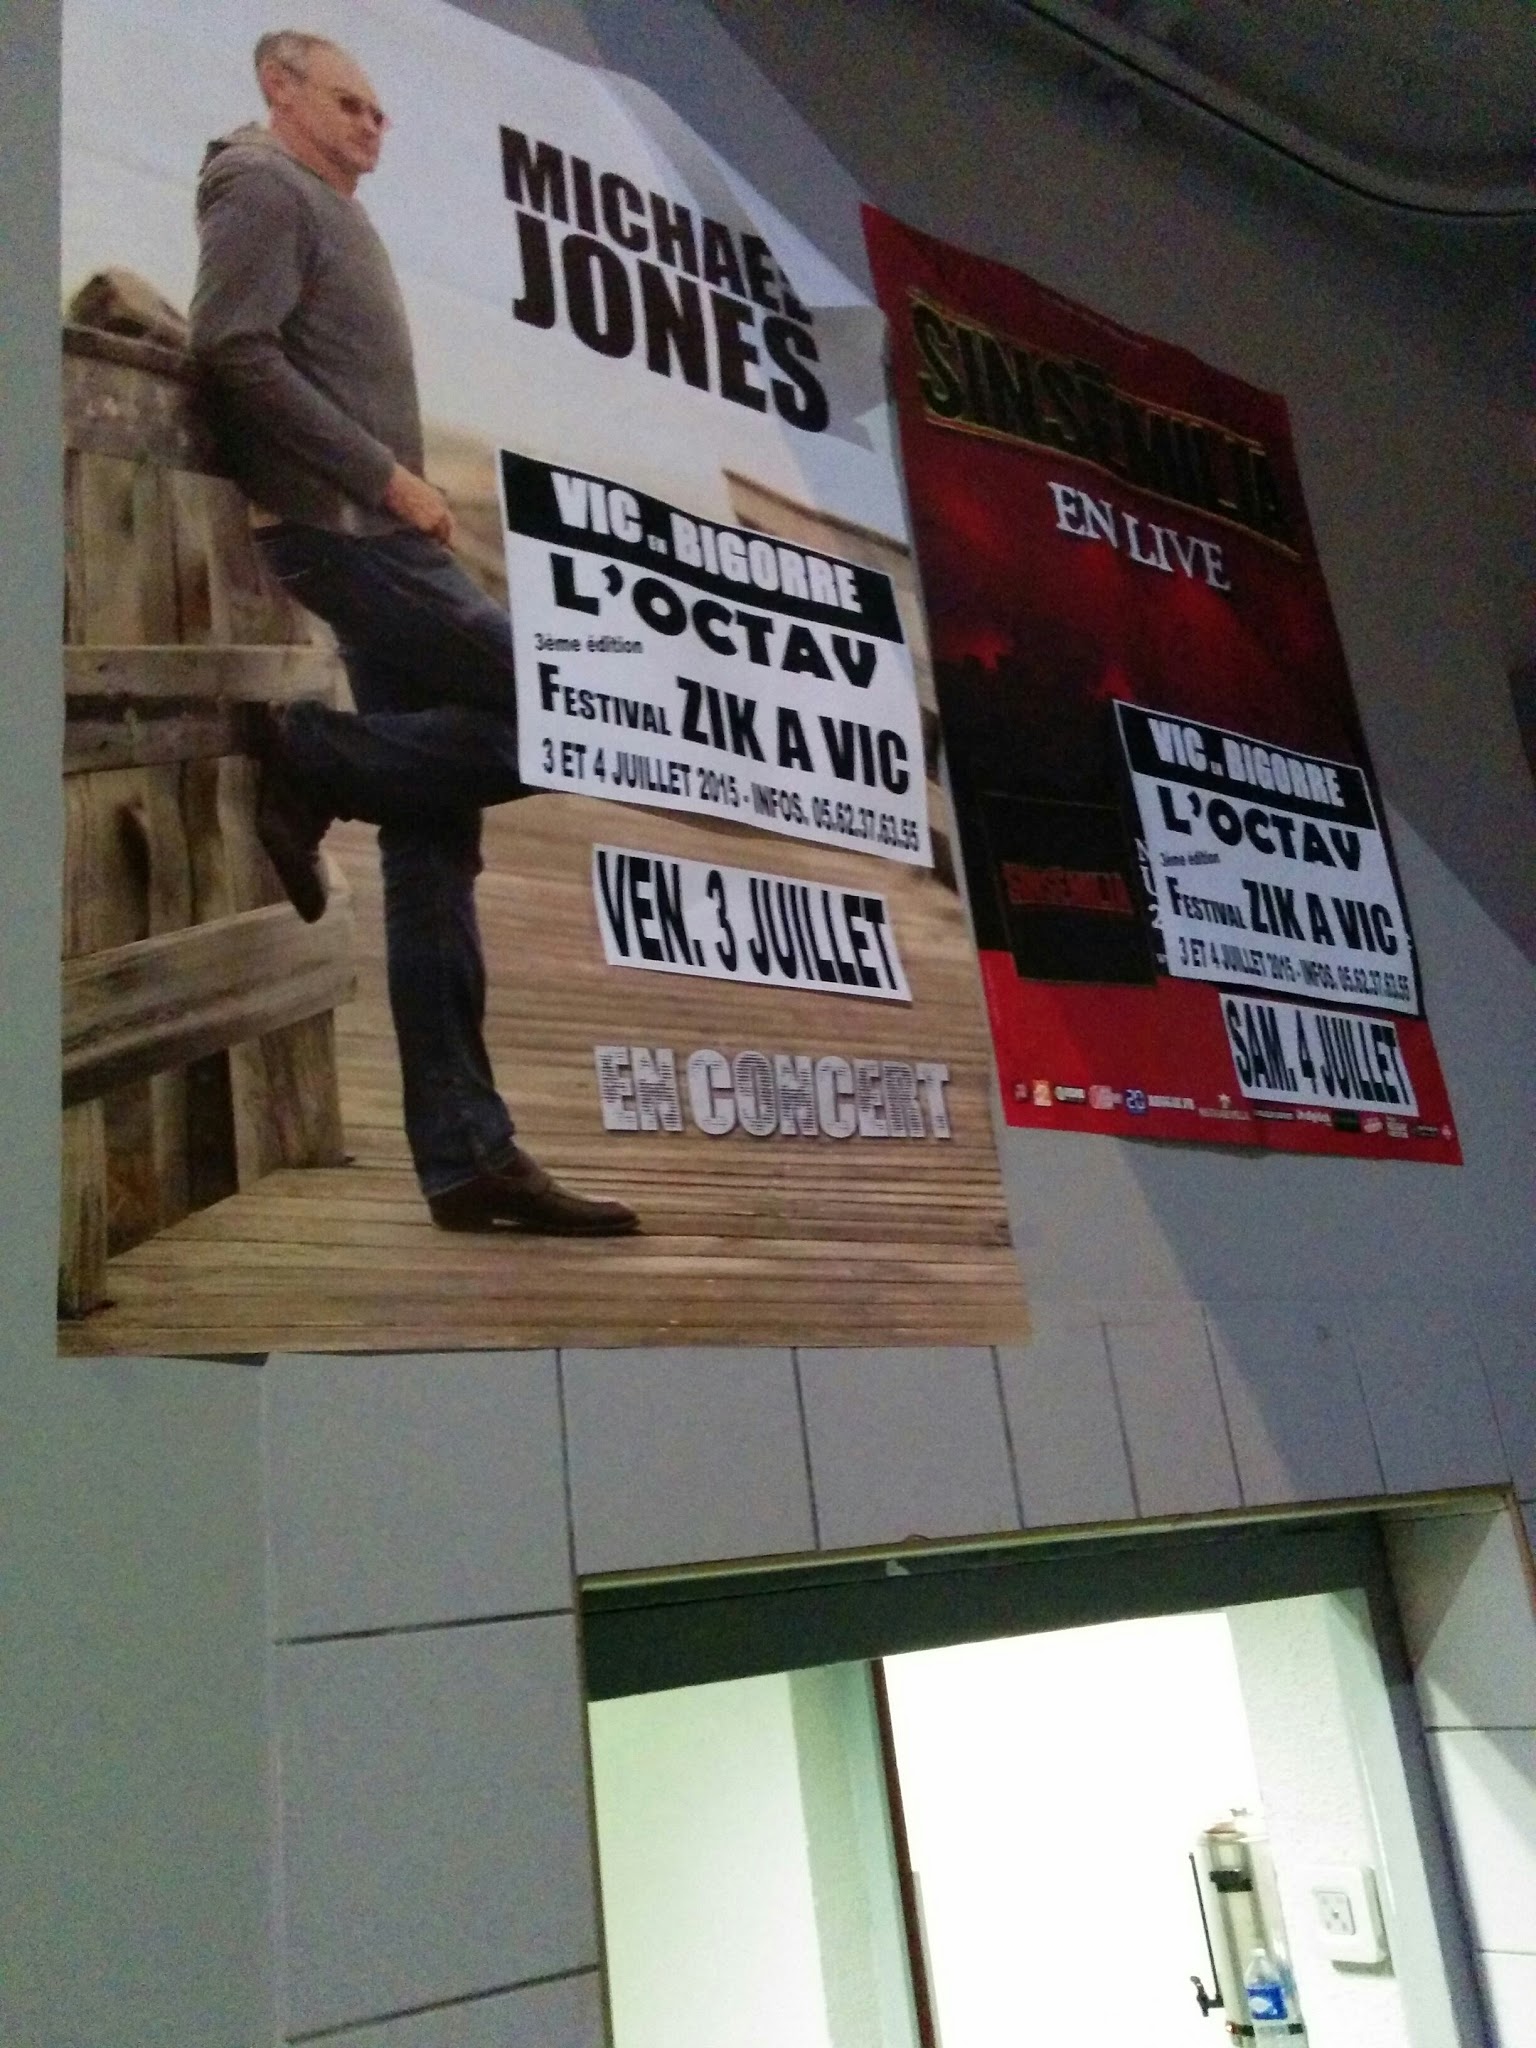 MICHAEL
JONES
VIC EN BIGORRE
L'OCTAV
3ème édition
FESTIVAL ZIK A VIC
3 ET 4 JUILLET 2015 - INFOS. 05.62.37.63.55
VEN. 3 JUILLET
EN CONCERT
SINSEMILIA
EN LIVE
SINSEMILIA
VIC EN BIGORRE
L'OCTAV
3ème édition
FESTIVAL ZIK A VIC
3 ET 4 JUILLET 2015 - INFOS. 05.62.37.63.55
SAM. 4 JUILLET